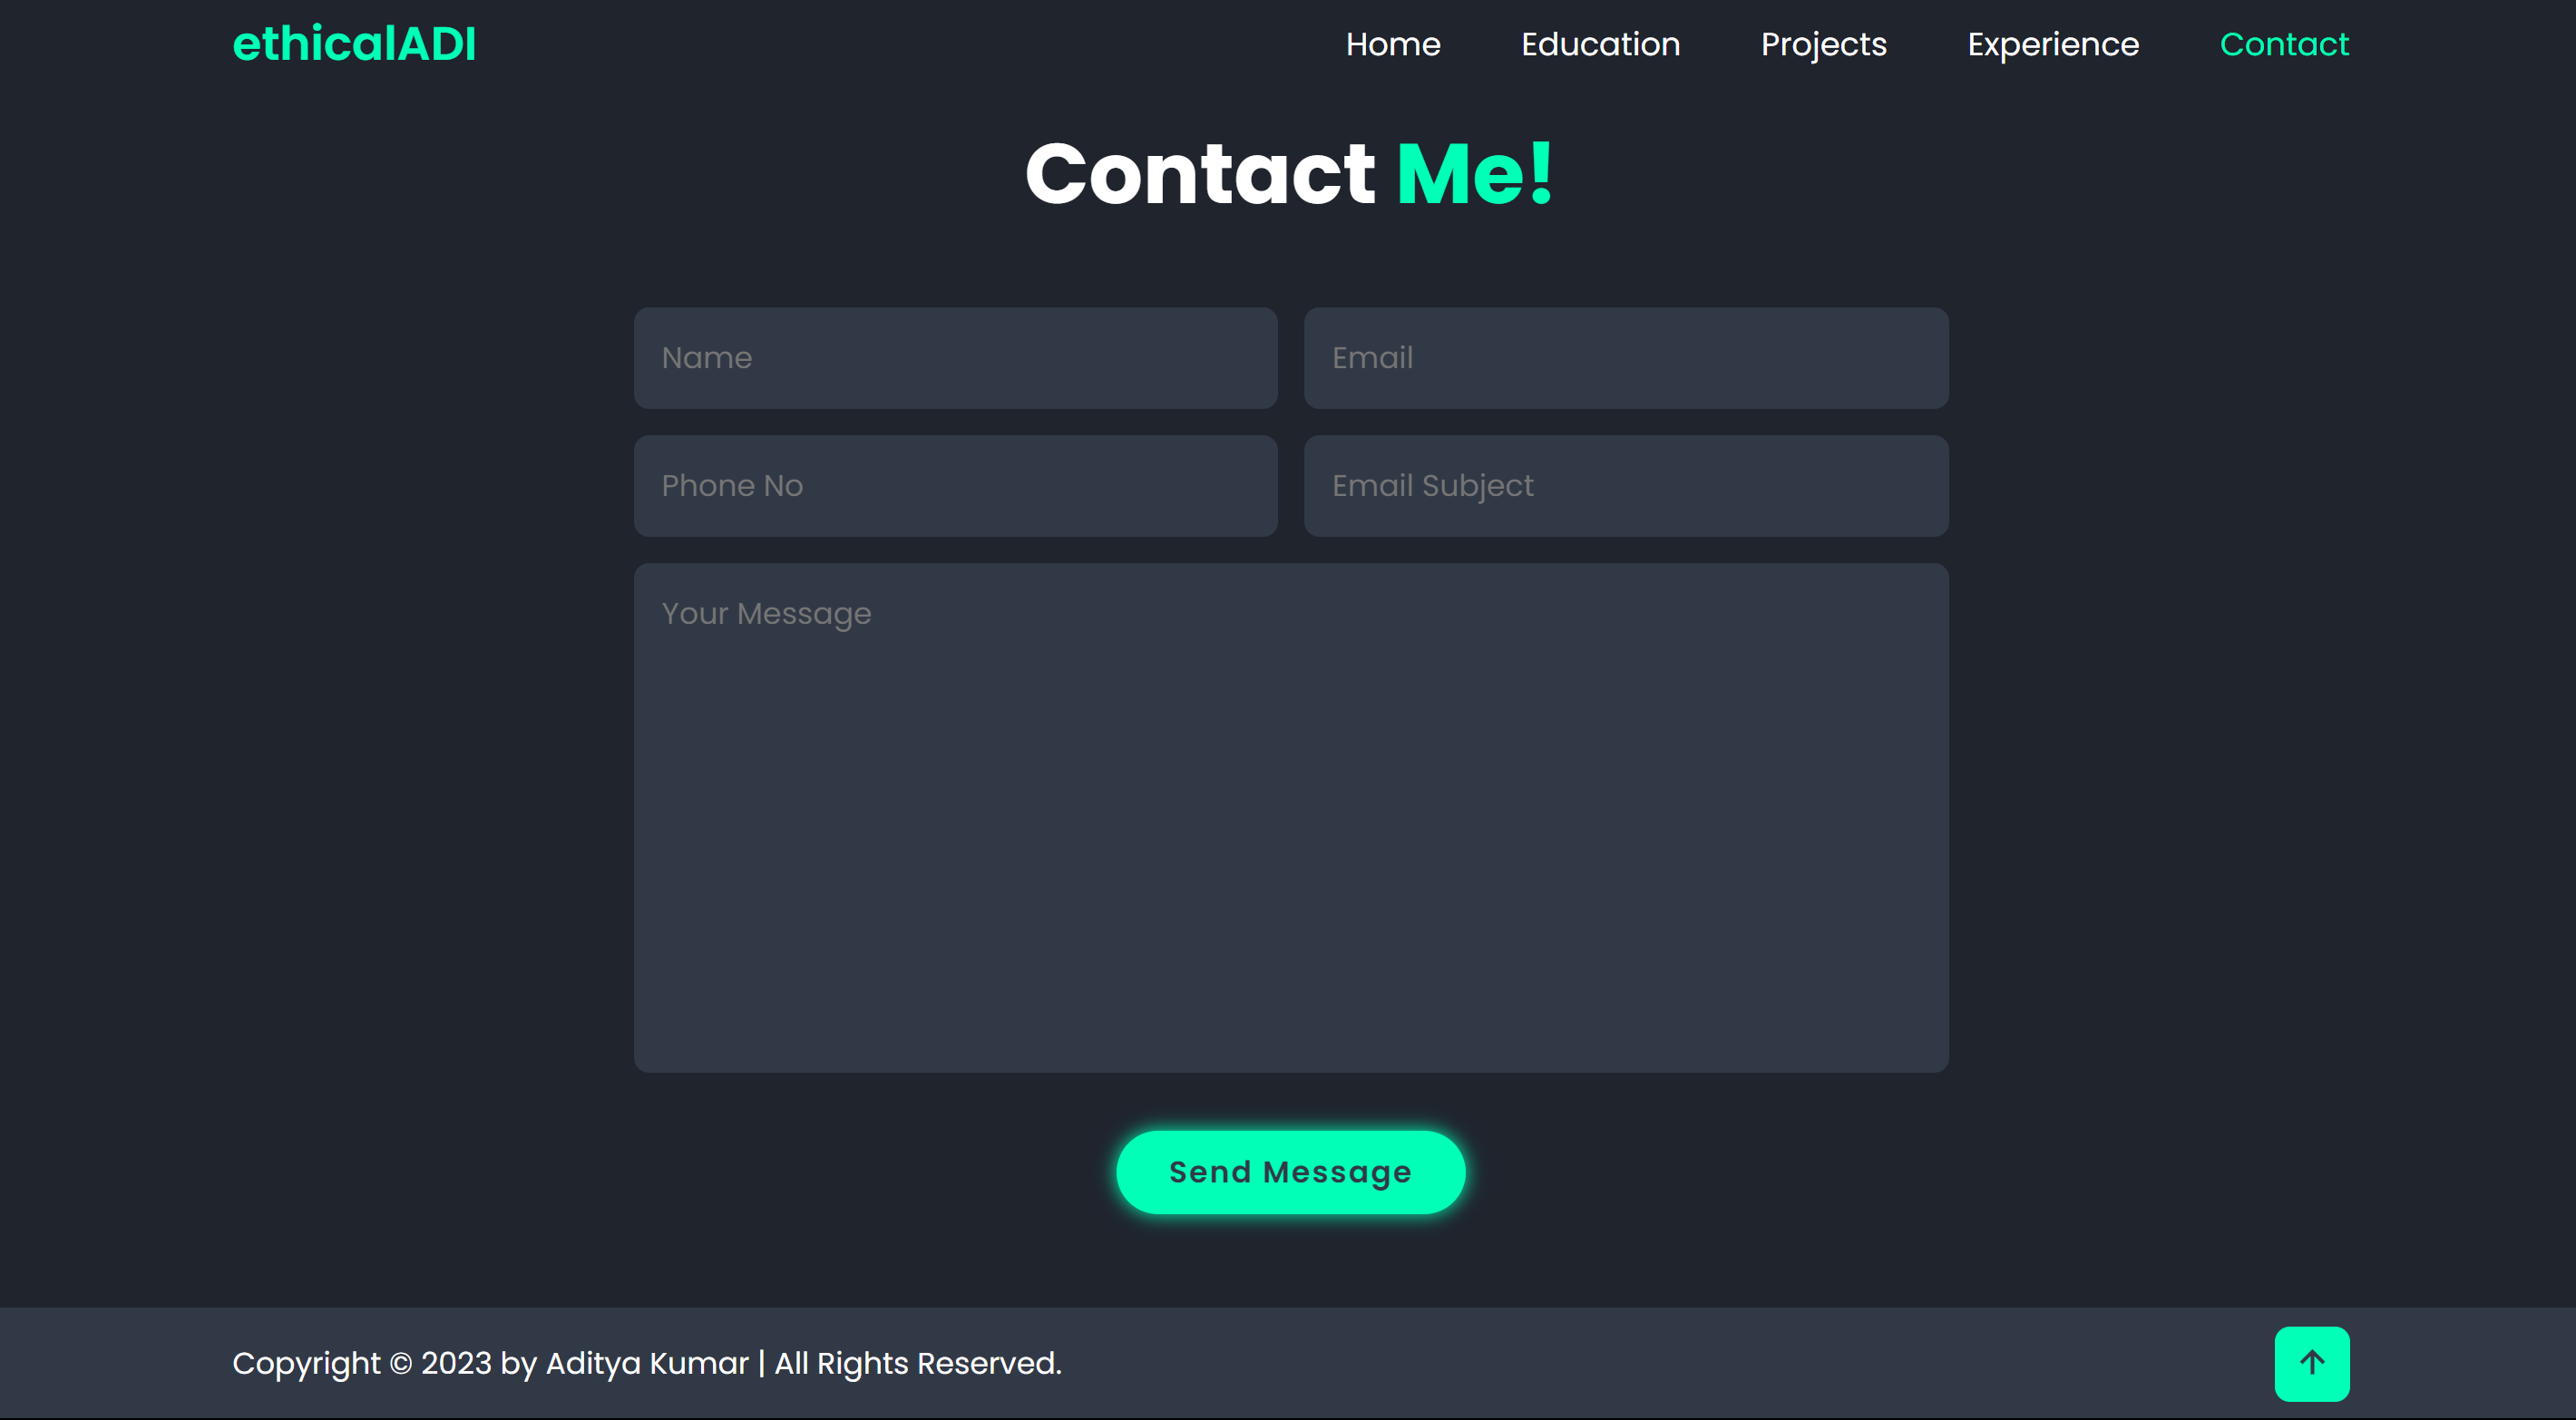 ethicalADI
Home Education Projects Experience Contact
Contact Me!
Name Email
Phone No Email Subject
Your Message
Send Message
Copyright © 2023 by Aditya Kumar | All Rights Reserved.